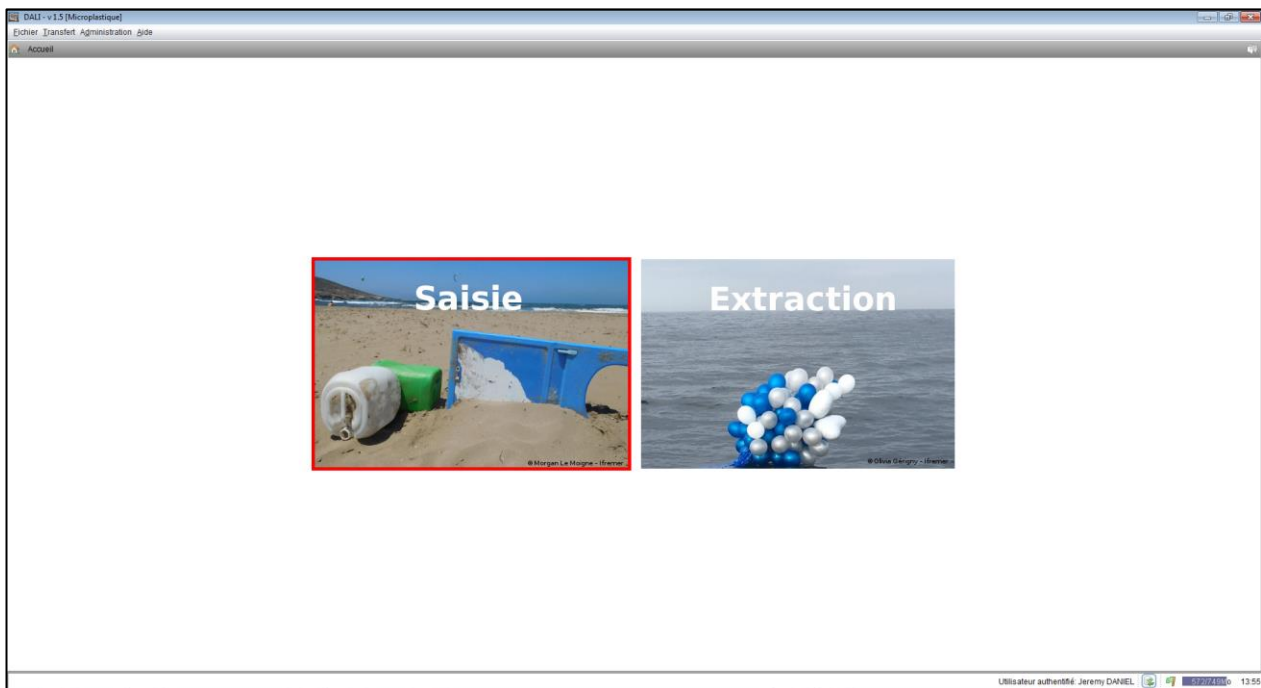 DALI - v 1.5 [Microplastique]
Fichier Transfert Administration Aide
Accueil
Saisie
Extraction
© Morgan Le Moigne - Ifremer
© Olivia Gérigny - Ifremer
Utilisateur authentifié: Jeremy DANIEL
13:55